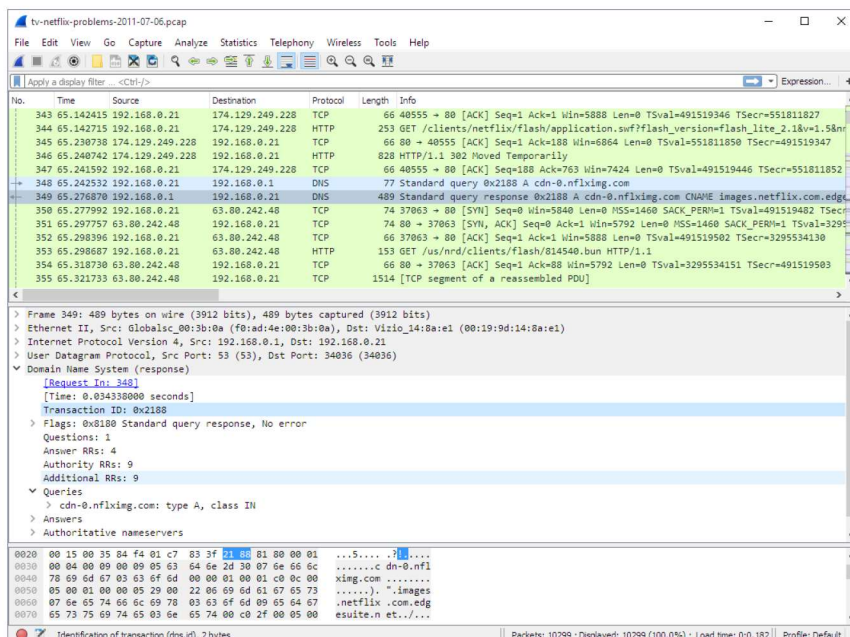 tv-netflix-problems-2011-07-06.pcap
File Edit View Go Capture Analyze Statistics Telephony Wireless Tools Help
Apply a display filter ... <Ctrl-/>
Expression... +
No. Time Source Destination Protocol Length Info
343 65.142415 192.168.0.21 174.129.249.228 TCP 66 40555 → 80 [ACK] Seq=1 Ack=1 Win=5888 Len=0 TSval=491519346 TSecr=551811827
344 65.142715 192.168.0.21 174.129.249.228 HTTP 253 GET /clients/netflix/flash/application.swf?flash_version=flash_lite_2.1&v=1.5&nr
345 65.230738 174.129.249.228 192.168.0.21 TCP 66 80 → 40555 [ACK] Seq=1 Ack=188 Win=6864 Len=0 TSval=551811850 TSecr=491519347
346 65.240742 174.129.249.228 192.168.0.21 HTTP 828 HTTP/1.1 302 Moved Temporarily
347 65.241592 192.168.0.21 174.129.249.228 TCP 66 40555 → 80 [ACK] Seq=188 Ack=763 Win=7424 Len=0 TSval=491519446 TSecr=551811852
348 65.242532 192.168.0.21 192.168.0.1 DNS 77 Standard query 0x2188 A cdn-0.nflximg.com
349 65.276870 192.168.0.1 192.168.0.21 DNS 489 Standard query response 0x2188 A cdn-0.nflximg.com CNAME images.netflix.com.edge
350 65.277992 192.168.0.21 63.80.242.48 TCP 74 37063 → 80 [SYN] Seq=0 Win=5840 Len=0 MSS=1460 SACK_PERM=1 TSval=491519482 TSecr
351 65.297757 63.80.242.48 192.168.0.21 TCP 74 80 → 37063 [SYN, ACK] Seq=0 Ack=1 Win=5792 Len=0 MSS=1460 SACK_PERM=1 TSval=3295
352 65.298396 192.168.0.21 63.80.242.48 TCP 66 37063 → 80 [ACK] Seq=1 Ack=1 Win=5888 Len=0 TSval=491519502 TSecr=3295534130
353 65.298687 192.168.0.21 63.80.242.48 HTTP 153 GET /us/nrd/clients/flash/814540.bun HTTP/1.1
354 65.318730 63.80.242.48 192.168.0.21 TCP 66 80 → 37063 [ACK] Seq=1 Ack=88 Win=5792 Len=0 TSval=3295534151 TSecr=491519503
355 65.321733 63.80.242.48 192.168.0.21 TCP 1514 [TCP segment of a reassembled PDU]
Frame 349: 489 bytes on wire (3912 bits), 489 bytes captured (3912 bits)
Ethernet II, Src: Globalsc_00:3b:0a (f0:ad:4e:00:3b:0a), Dst: Vizio_14:8a:e1 (00:19:9d:14:8a:e1)
Internet Protocol Version 4, Src: 192.168.0.1, Dst: 192.168.0.21
User Datagram Protocol, Src Port: 53 (53), Dst Port: 34036 (34036)
Domain Name System (response)
[Request In: 348]
[Time: 0.034338000 seconds]
Transaction ID: 0x2188
Flags: 0x8180 Standard query response, No error
Questions: 1
Answer RRs: 4
Authority RRs: 9
Additional RRs: 9
Queries
cdn-0.nflximg.com: type A, class IN
Answers
Authoritative nameservers
0020 00 15 00 35 84 f4 01 c7 83 3f 21 88 81 80 00 01 ...5.... .?!.....
0030 00 04 00 09 00 09 05 63 64 6e 2d 30 07 6e 66 6c .......c dn-0.nfl
0040 78 69 6d 67 03 63 6f 6d 00 00 01 00 01 c0 0c 00 ximg.com ........
0050 05 00 01 00 00 05 29 00 22 06 69 6d 61 67 65 73 ......). ".images
0060 07 6e 65 74 66 6c 69 78 03 63 6f 6d 09 65 64 67 .netflix .com.edg
0070 65 73 75 69 74 65 03 6e 65 74 00 c0 2f 00 05 00 esuite.n et../...
Identification of transaction (dns.id), 2 bytes Packets: 10299 · Displayed: 10299 (100.0%) · Load time: 0:0.182 Profile: Default